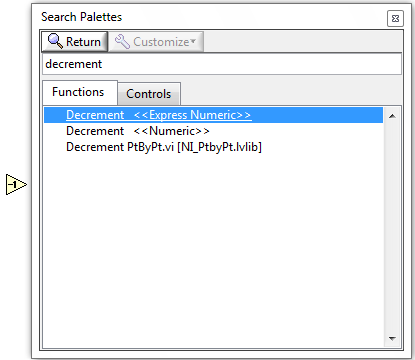 Search Palettes
Return Customize
decrement
Functions Controls
Decrement <<Express Numeric>>
Decrement <<Numeric>>
Decrement PtByPt.vi [NI_PtbyPt.lvlib]
-1